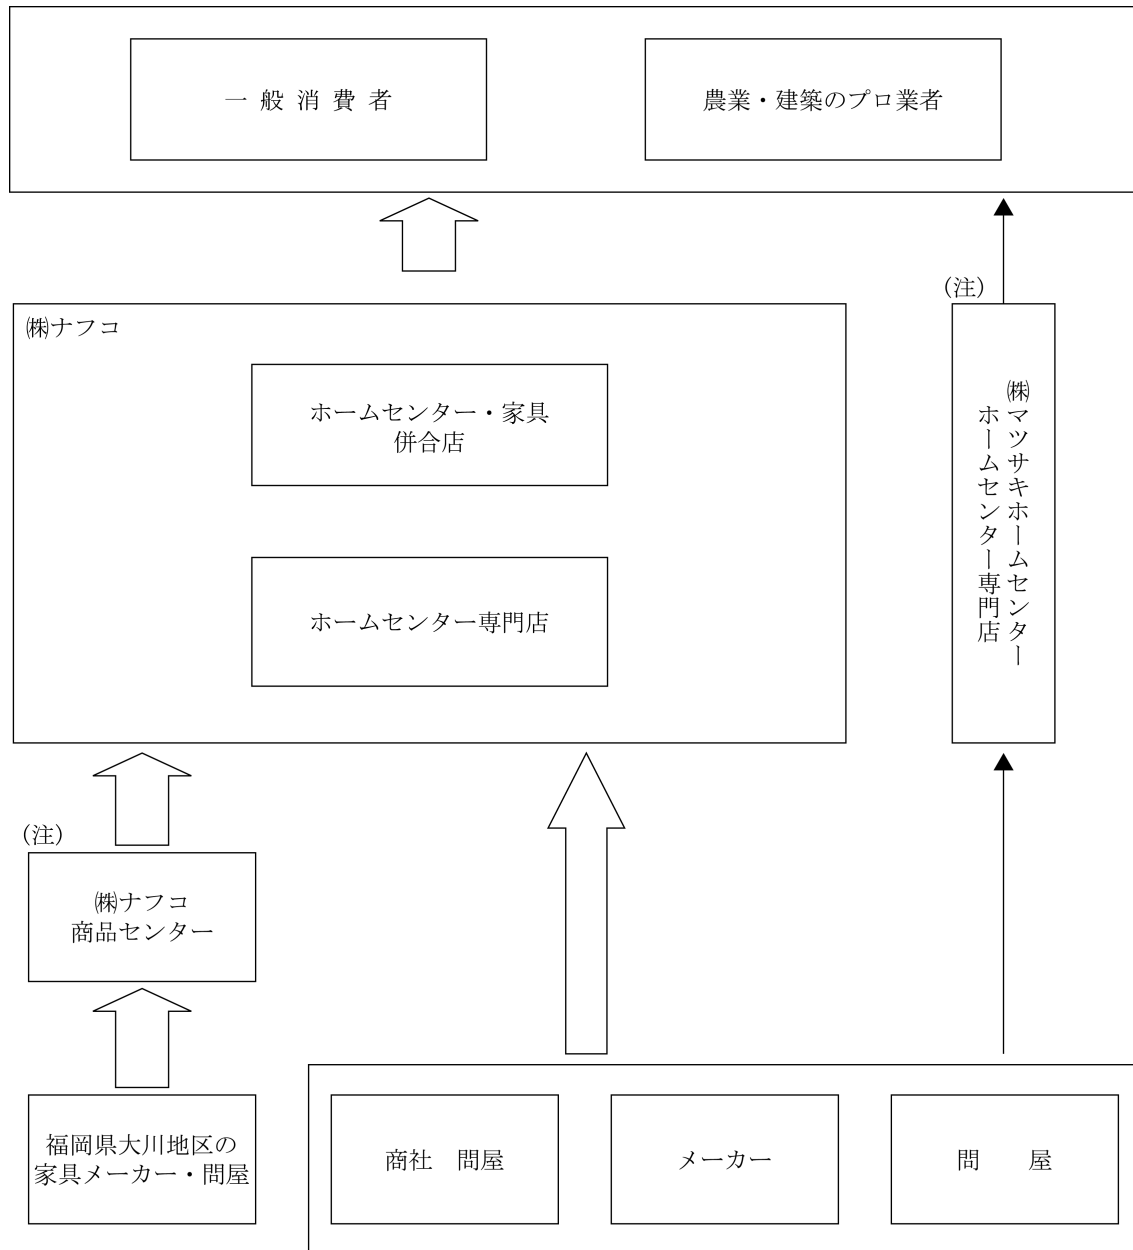 一般消費者
農業・建築のプロ業者
(注)
㈱ナフコ
ホームセンター・家具
併合店
㈱マツサキホームセンター
ホームセンター専門店
ホームセンター専門店
(注)
㈱ナフコ
商品センター
福岡県大川地区の
家具メーカー・問屋
商社　問屋
メーカー
問　　屋